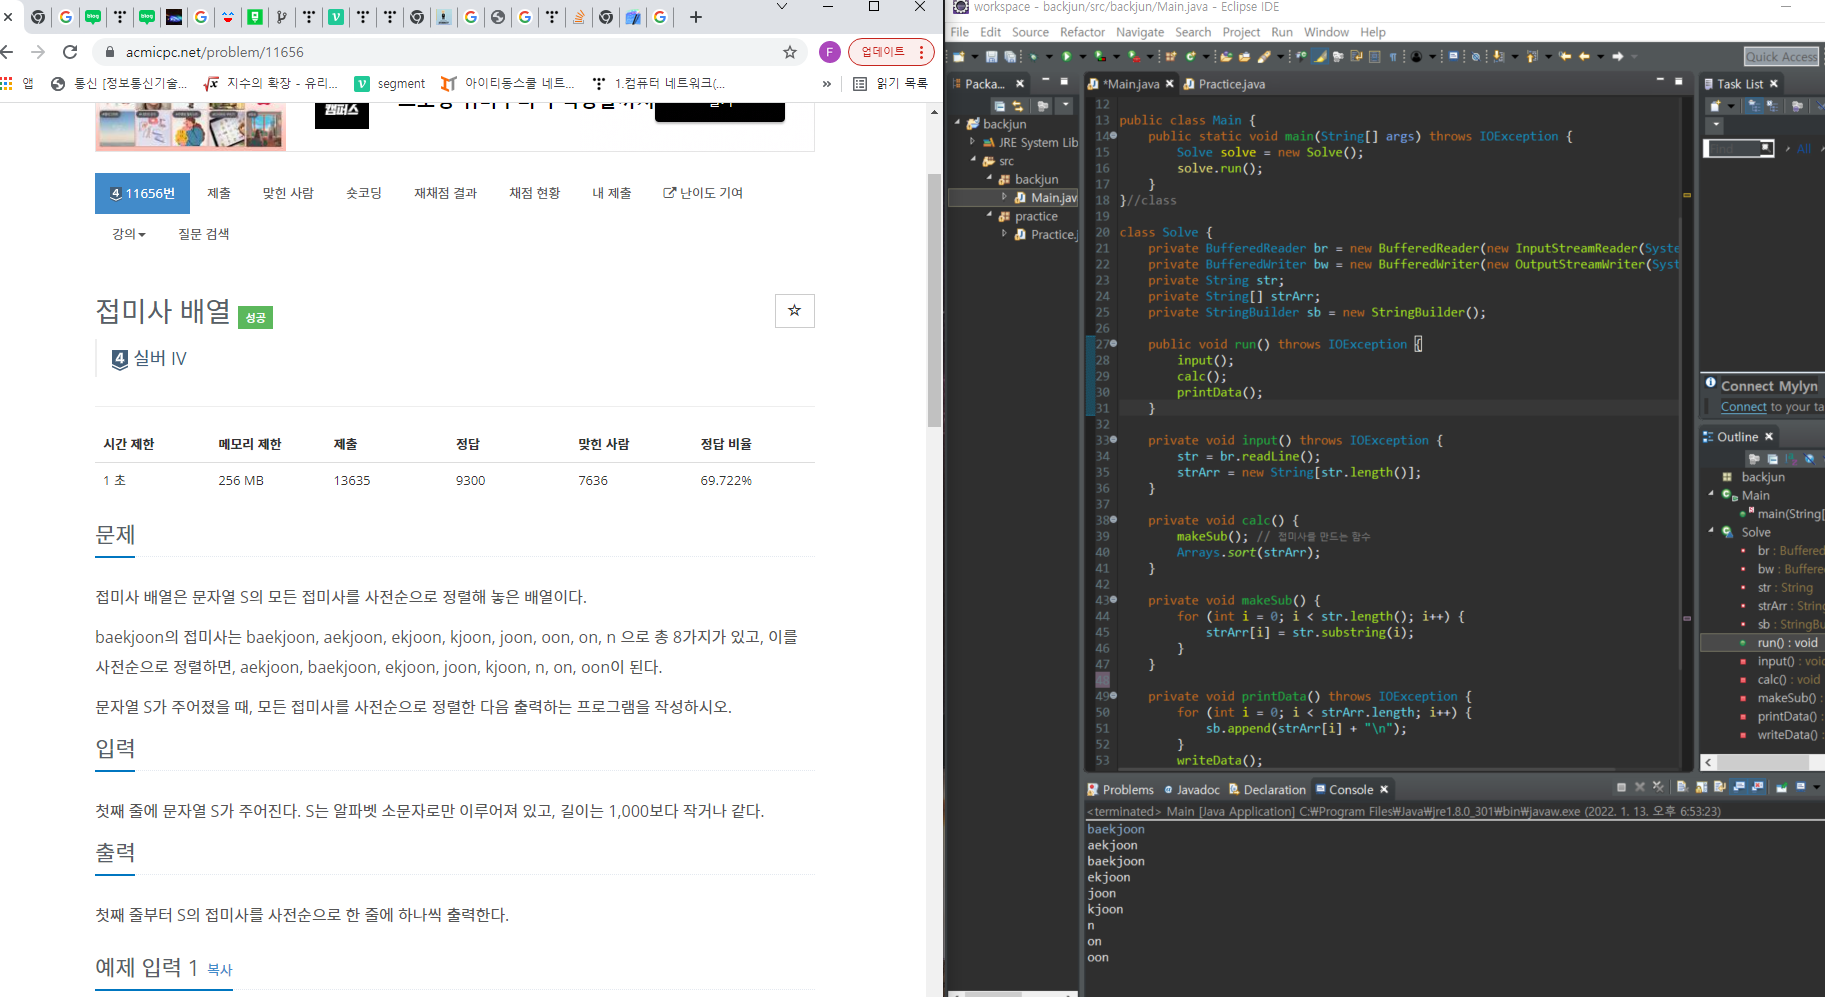 acmicpc.net/problem/11656
업데이트
앱
통신 [정보통신기술...
지수의 확장 - 유리...
segment
아이티동스쿨 네트...
1.컴퓨터 네트워크(...
»
읽기 목록
캠퍼스
11656번
제출
맞힌 사람
숏코딩
재채점 결과
채점 현황
내 제출
난이도 기여
강의
질문 검색
접미사 배열 성공
4 실버 IV
시간 제한 메모리 제한 제출 정답 맞힌 사람 정답 비율
1 초 256 MB 13635 9300 7636 69.722%
문제
접미사 배열은 문자열 S의 모든 접미사를 사전순으로 정렬해 놓은 배열이다.
baekjoon의 접미사는 baekjoon, aekjoon, ekjoon, kjoon, joon, oon, on, n 으로 총 8가지가 있고, 이를
사전순으로 정렬하면, aekjoon, baekjoon, ekjoon, joon, kjoon, n, on, oon이 된다.
문자열 S가 주어졌을 때, 모든 접미사를 사전순으로 정렬한 다음 출력하는 프로그램을 작성하시오.
입력
첫째 줄에 문자열 S가 주어진다. S는 알파벳 소문자로만 이루어져 있고, 길이는 1,000보다 작거나 같다.
출력
첫째 줄부터 S의 접미사를 사전순으로 한 줄에 하나씩 출력한다.
예제 입력 1 복사
workspace - backjun/src/backjun/Main.java - Eclipse IDE
File Edit Source Refactor Navigate Search Project Run Window Help
Quick Access
Packa...
backjun
JRE System Lib
src
backjun
Main.jav
practice
Practice.j
*Main.java
Practice.java
12
13 public class Main {
14 public static void main(String[] args) throws IOException {
15 Solve solve = new Solve();
16 solve.run();
17 }
18 }//class
19
20 class Solve {
21 private BufferedReader br = new BufferedReader(new InputStreamReader(Syste
22 private BufferedWriter bw = new BufferedWriter(new OutputStreamWriter(Syst
23 private String str;
24 private String[] strArr;
25 private StringBuilder sb = new StringBuilder();
26
27 public void run() throws IOException {
28 input();
29 calc();
30 printData();
31 }
32
33 private void input() throws IOException {
34 str = br.readLine();
35 strArr = new String[str.length()];
36 }
37
38 private void calc() {
39 makeSub(); // 접미사를 만드는 함수
40 Arrays.sort(strArr);
41 }
42
43 private void makeSub() {
44 for (int i = 0; i < str.length(); i++) {
45 strArr[i] = str.substring(i);
46 }
47 }
48
49 private void printData() throws IOException {
50 for (int i = 0; i < strArr.length; i++) {
51 sb.append(strArr[i] + "\n");
52 }
53 writeData();
Task List
Find
All
Connect Mylyn
Connect to your ta
Outline
backjun
Main
main(String[
Solve
br : Buffered
bw : Buffere
str : String
strArr : String
sb : StringBu
run() : void
input() : void
calc() : void
makeSub() :
printData() :
writeData() :
Problems
Javadoc
Declaration
Console
<terminated> Main [Java Application] C:₩Program Files₩Java₩jre1.8.0_301₩bin₩javaw.exe (2022. 1. 13. 오후 6:53:23)
baekjoon
aekjoon
baekjoon
ekjoon
joon
kjoon
n
on
oon